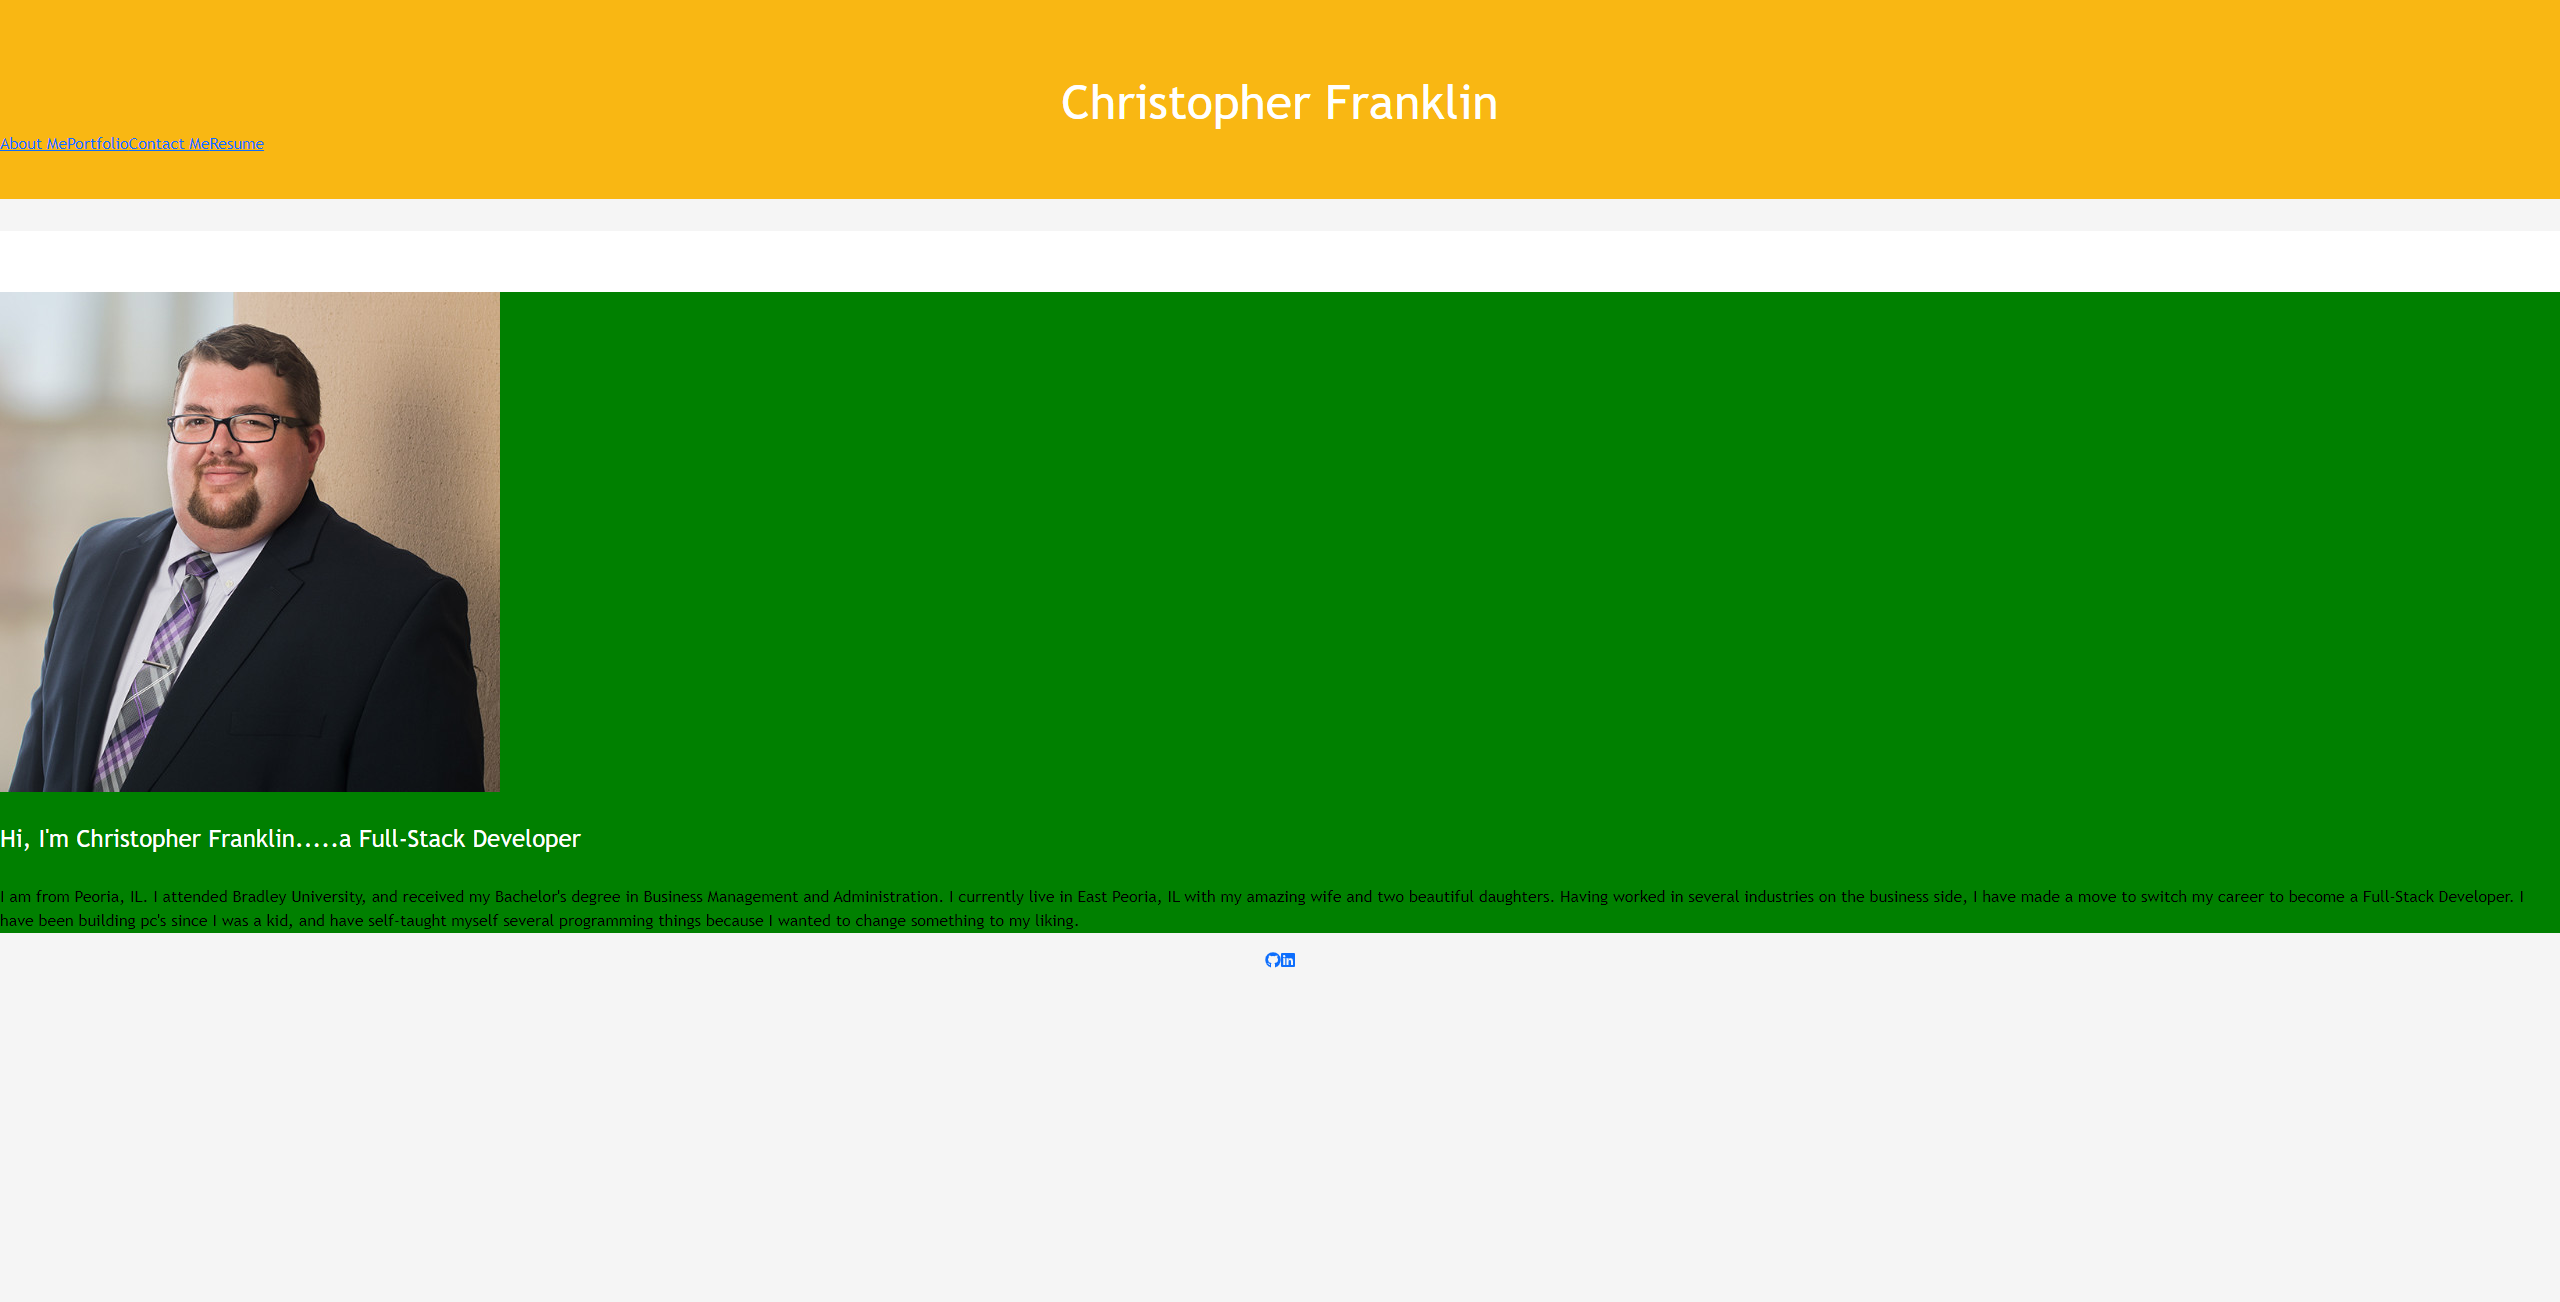 Christopher Franklin
About MePortfolioContact MeResume
Hi, I'm Christopher Franklin.....a Full-Stack Developer
I am from Peoria, IL. I attended Bradley University, and received my Bachelor's degree in Business Management and Administration. I currently live in East Peoria, IL with my amazing wife and two beautiful daughters. Having worked in several industries on the business side, I have made a move to switch my career to become a Full-Stack Developer. I
have been building pc's since I was a kid, and have self-taught myself several programming things because I wanted to change something to my liking.